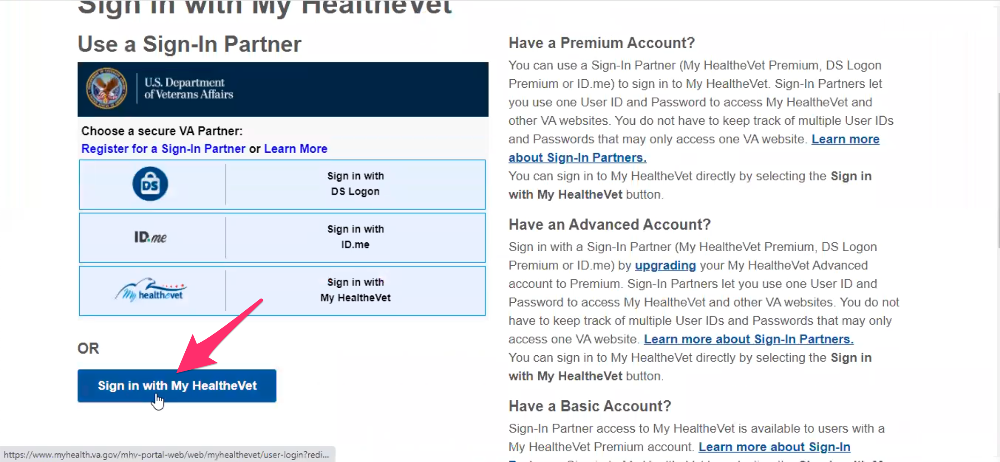 Sign in with My HealtheVet
Use a Sign-In Partner
U.S. Department
of Veterans Affairs
Choose a secure VA Partner:
Register for a Sign-In Partner or Learn More
DS
Sign in with
DS Logon
ID.me
Sign in with
ID.me
My healthevet
Sign in with
My HealtheVet
OR
Sign in with My HealtheVet
https://www.myhealth.va.gov/mhv-portal-web/web/myhealthevet/user-login?redi...
Have a Premium Account?
You can use a Sign-In Partner (My HealtheVet Premium, DS Logon
Premium or ID.me) to sign in to My HealtheVet. Sign-In Partners let
you use one User ID and Password to access My HealtheVet and
other VA websites. You do not have to keep track of multiple User IDs
and Passwords that may only access one VA website. Learn more
about Sign-In Partners.
You can sign in to My HealtheVet directly by selecting the Sign in
with My HealtheVet button.
Have an Advanced Account?
Sign in with a Sign-In Partner (My HealtheVet Premium, DS Logon
Premium or ID.me) by upgrading your My HealtheVet Advanced
account to Premium. Sign-In Partners let you use one User ID and
Password to access My HealtheVet and other VA websites. You do not
have to keep track of multiple User IDs and Passwords that may only
access one VA website. Learn more about Sign-In Partners.
You can sign in to My HealtheVet directly by selecting the Sign in
with My HealtheVet button.
Have a Basic Account?
Sign-In Partner access to My HealtheVet is available to users with a
My HealtheVet Premium account. Learn more about Sign-In